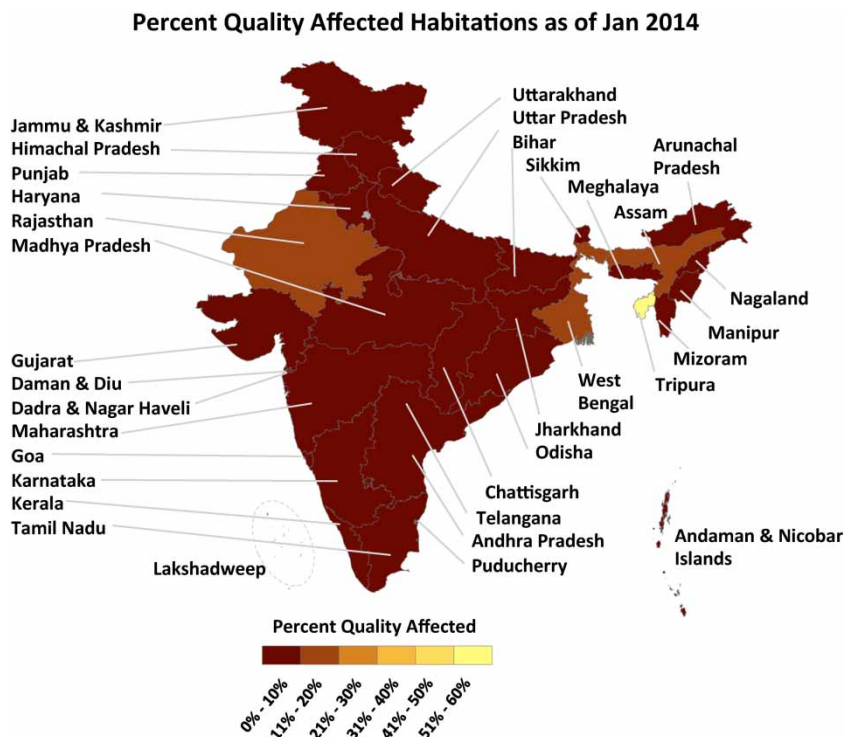 Percent Quality Affected Habitations as of Jan 2014
Jammu & Kashmir
Himachal Pradesh
Punjab
Haryana
Rajasthan
Madhya Pradesh
Gujarat
Daman & Diu
Dadra & Nagar Haveli
Maharashtra
Goa
Karnataka
Kerala
Tamil Nadu
Lakshadweep
Uttarakhand
Uttar Pradesh
Bihar
Sikkim
Arunachal
Pradesh
Meghalaya
Assam
Nagaland
Manipur
Mizoram
Tripura
West
Bengal
Jharkhand
Odisha
Chattisgarh
Telangana
Andhra Pradesh
Puducherry
Andaman & Nicobar
Islands
Percent Quality Affected
0% - 10%
11% - 20%
21% - 30%
31% - 40%
41% - 50%
51% - 60%